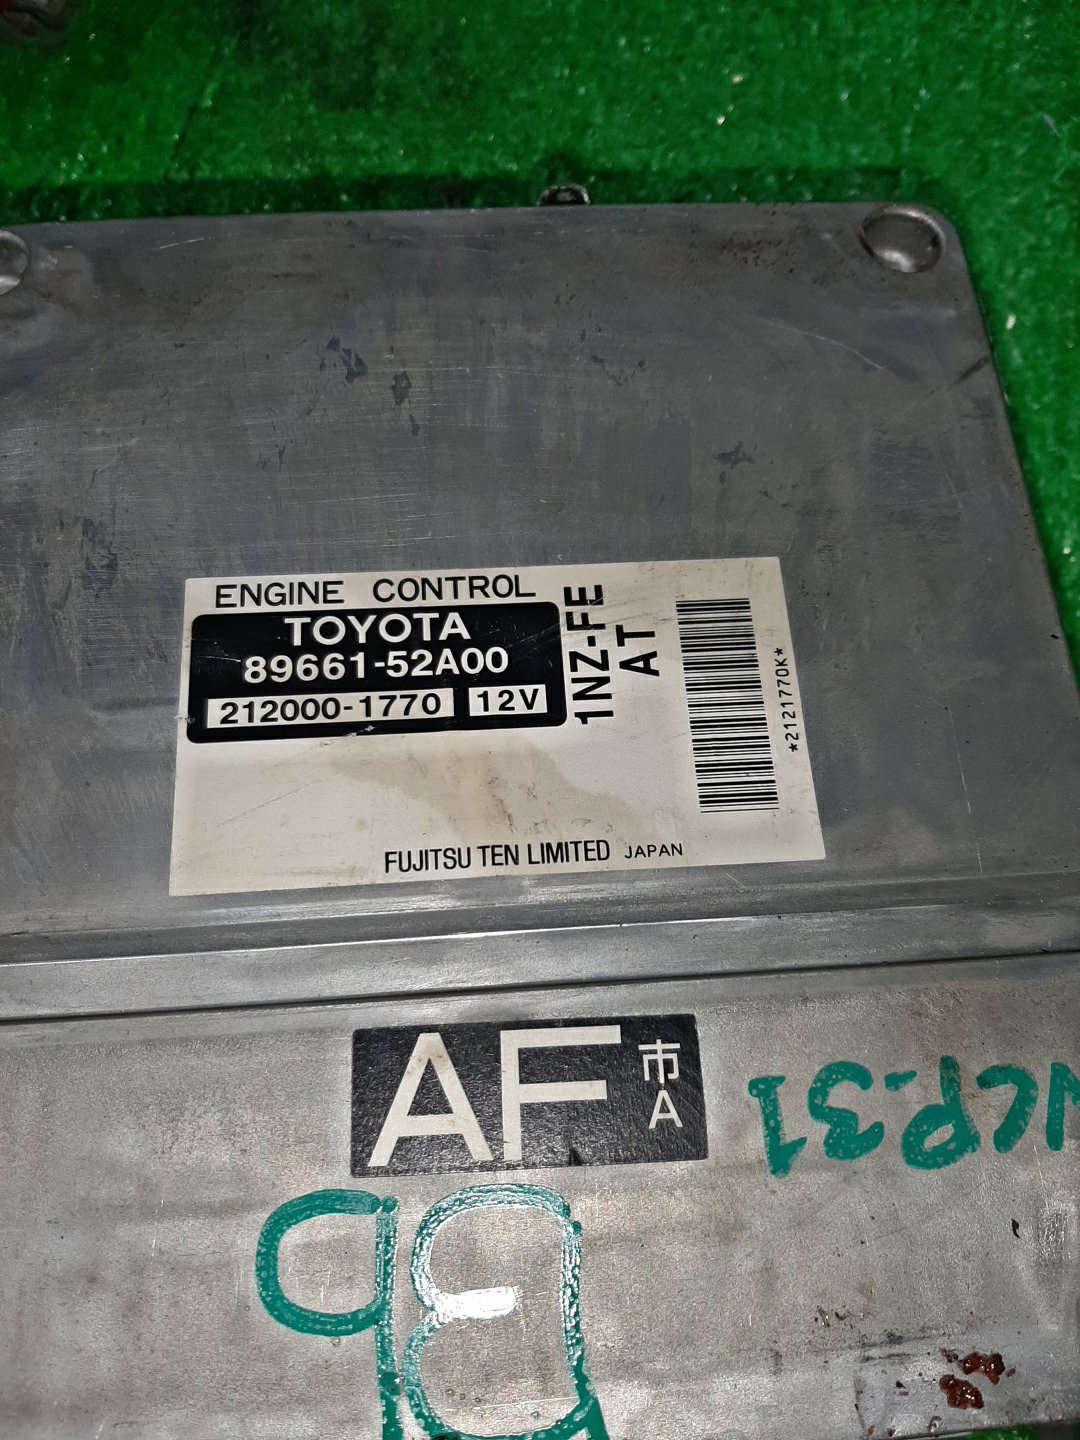 ENGINE CONTROL
TOYOTA
89661-52A00
212000-1770 12V
1NZ-FE
AT
*2121770K*
FUJITSU TEN LIMITED JAPAN
AF 市
A
NCP31